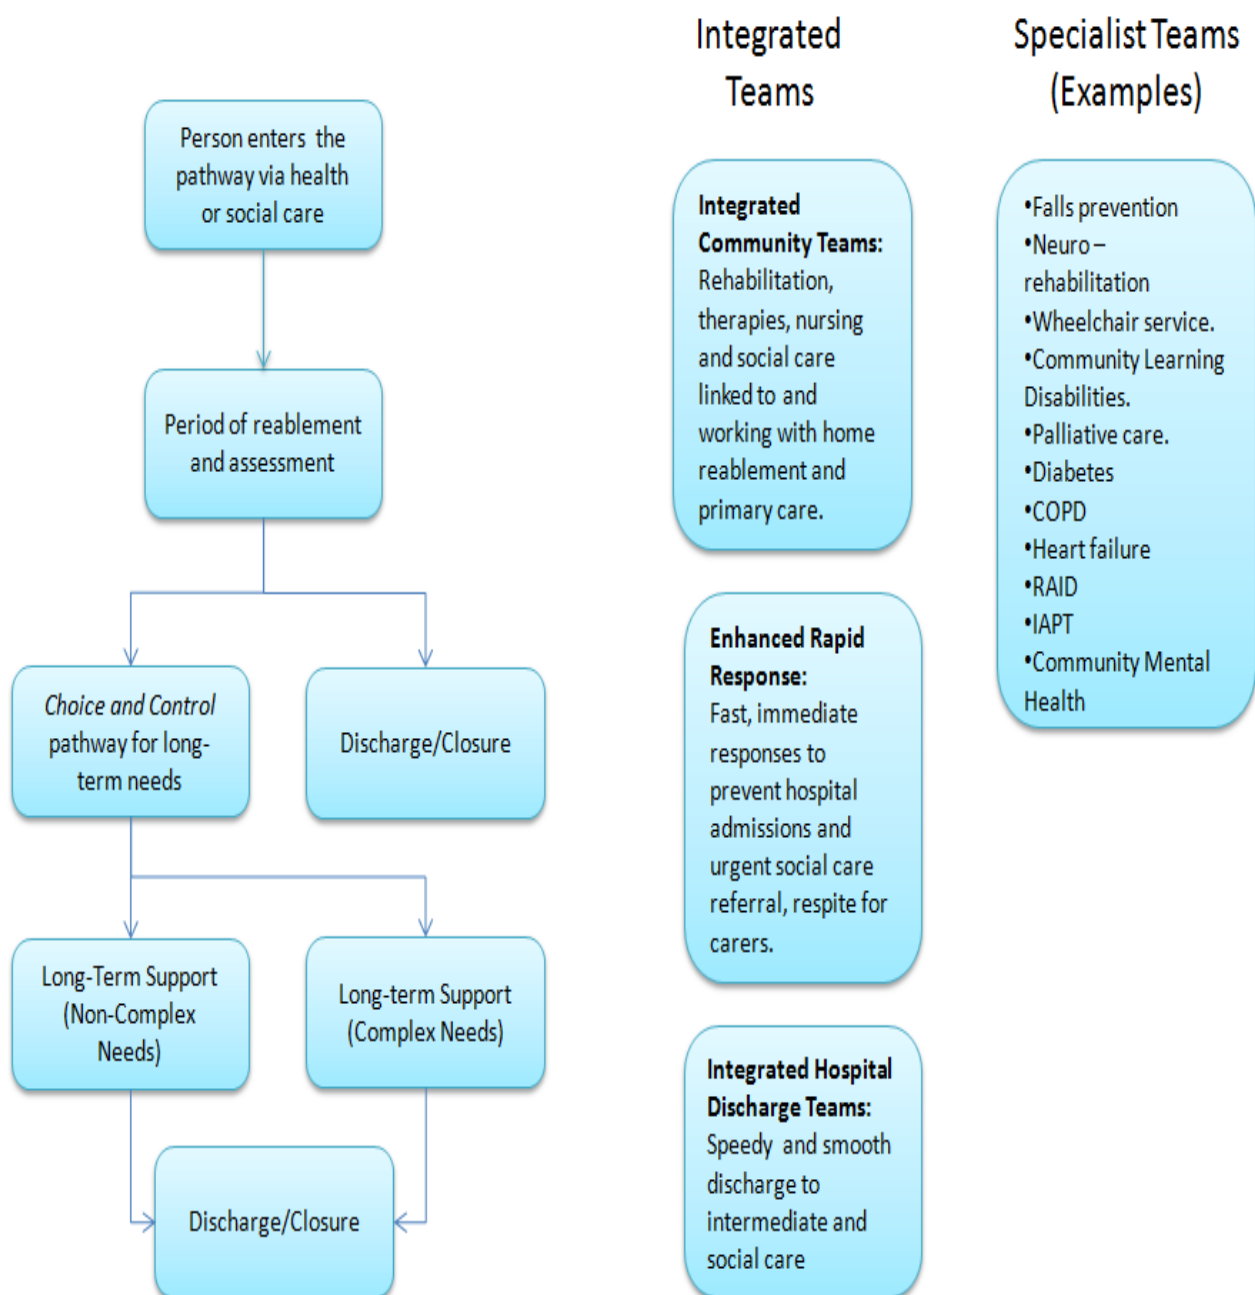 Person enters the
pathway via health
or social care
Period of reablement
and assessment
Choice and Control
pathway for long-
term needs
Discharge/Closure
Long-Term Support
(Non-Complex
Needs)
Long-term Support
(Complex Needs)
Discharge/Closure
Integrated
Teams
Integrated
Community Teams:
Rehabilitation,
therapies, nursing
and social care
linked to and
working with home
reablement and
primary care.
Enhanced Rapid
Response:
Fast, immediate
responses to
prevent hospital
admissions and
urgent social care
referral, respite for
carers.
Integrated Hospital
Discharge Teams:
Speedy and smooth
discharge to
intermediate and
social care
Specialist Teams
(Examples)
•Falls prevention
•Neuro –
rehabilitation
•Wheelchair service.
•Community Learning
Disabilities.
•Palliative care.
•Diabetes
•COPD
•Heart failure
•RAID
•IAPT
•Community Mental
Health